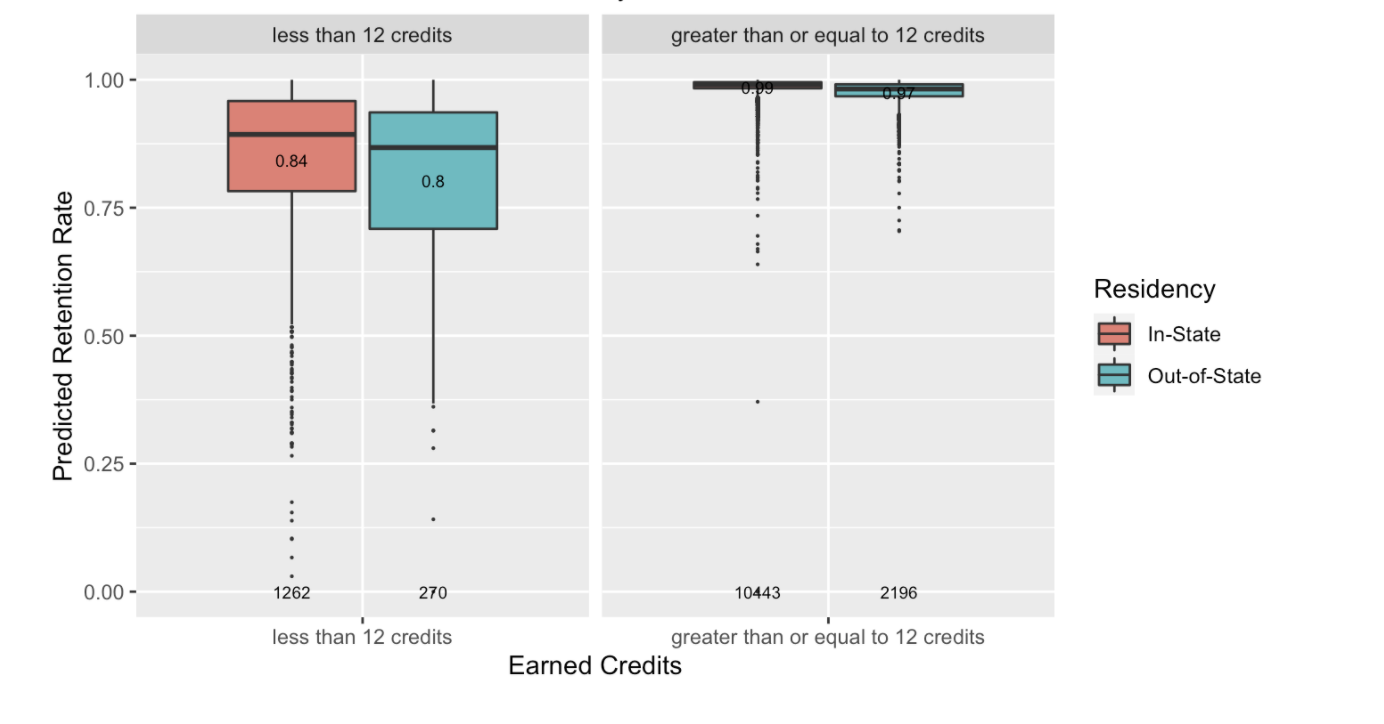 less than 12 credits
greater than or equal to 12 credits
1.00
0.75
0.50
0.25
0.00
Predicted Retention Rate
0.84
0.8
0.99
0.97
1262
270
10443
2196
less than 12 credits
greater than or equal to 12 credits
Earned Credits
Residency
In-State
Out-of-State